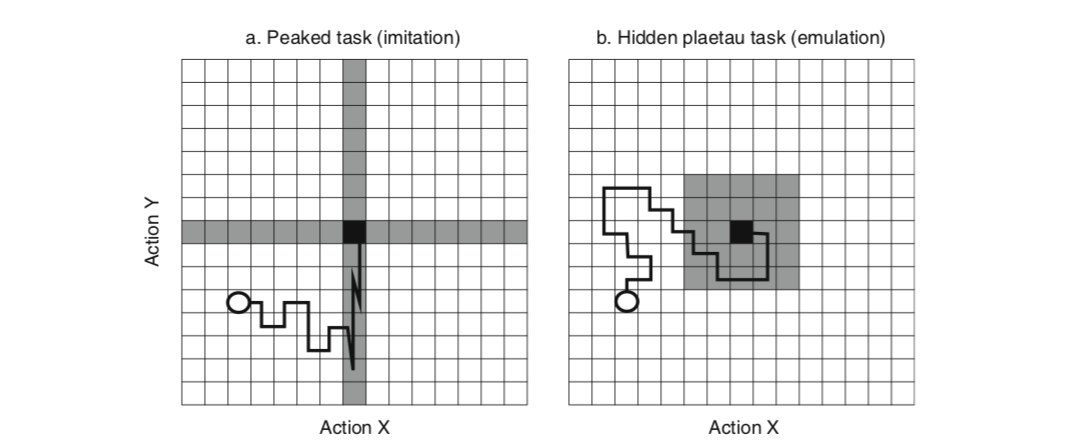 a. Peaked task (imitation)
b. Hidden plaetau task (emulation)
Action Y
Action X
Action X